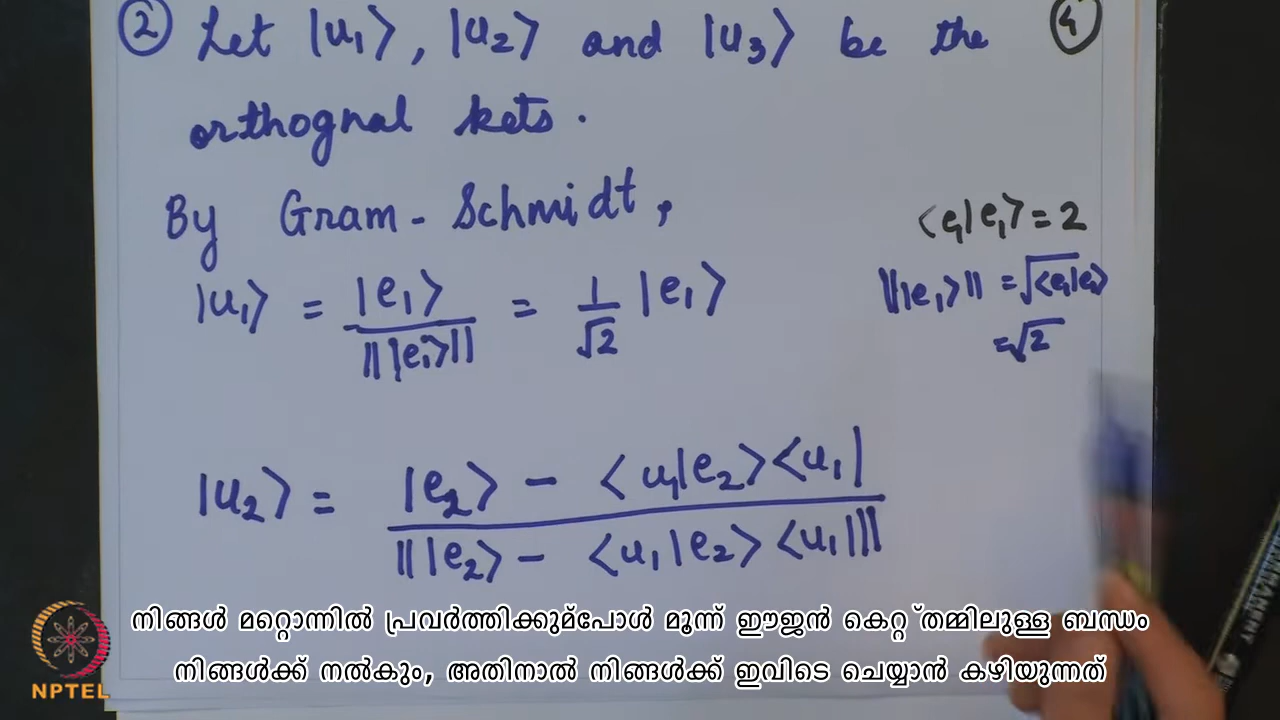 ② Let |u₁⟩, |u₂⟩ and |u₃⟩ be the ④
orthognal kets.
By Gram-Schmidt,
⟨e₁|e₁⟩ = 2
|u₁⟩ = |e₁⟩ / || |e₁⟩ || = 1/√2 |e₁⟩
|| |e₁⟩ || = √⟨e₁|e₁⟩
= √2
|u₂⟩ = |e₂⟩ - ⟨u₁|e₂⟩⟨u₁| / || |e₂⟩ - ⟨u₁|e₂⟩⟨u₁| ||
നിങ്ങൾ മറ്റൊന്നിൽ പ്രവർത്തിക്കുമ്പോൾ മൂന്ന് ഈജൻ കെറ്റ് തമ്മിലുള്ള ബന്ധം
നിങ്ങൾക്ക് നൽകും, അതിനാൽ നിങ്ങൾക്ക് ഇവിടെ ചെയ്യാൻ കഴിയുന്നത്
NPTEL